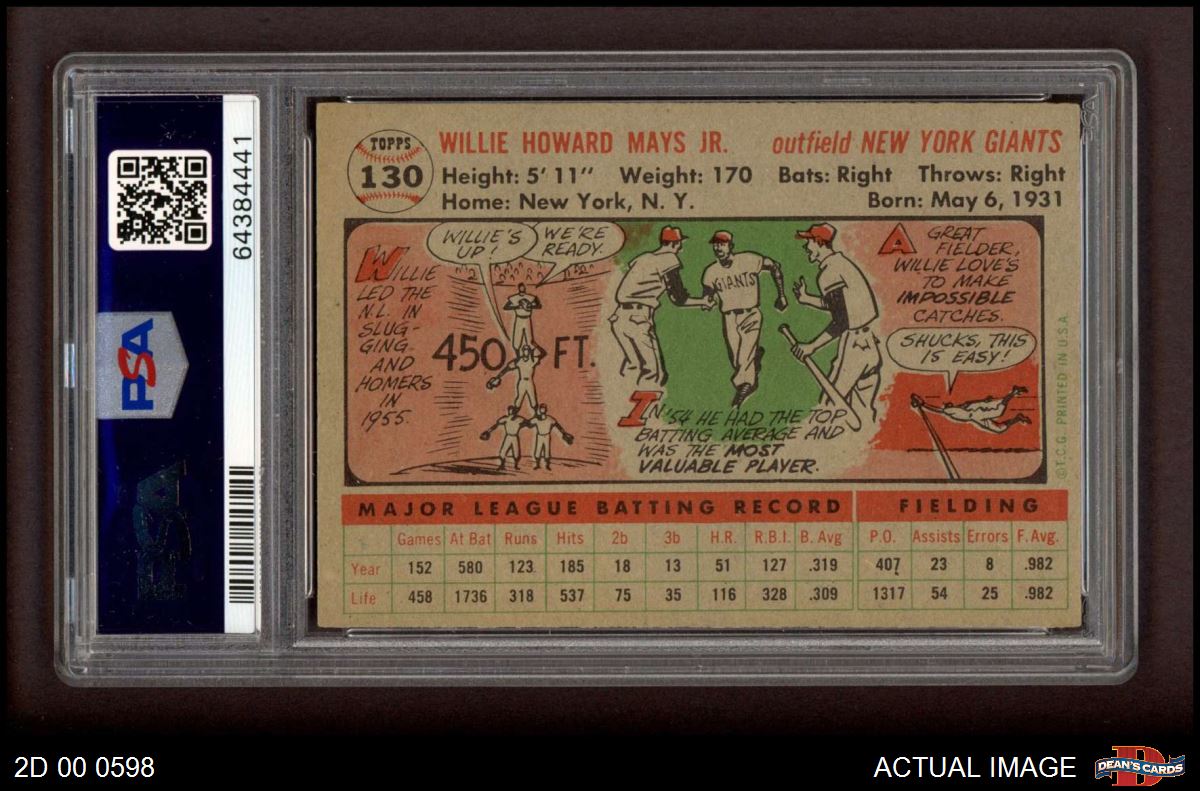 64384441
PSA
PSA
PSA
TOPPS
130
WILLIE HOWARD MAYS JR. outfield NEW YORK GIANTS
Height: 5' 11" Weight: 170 Bats: Right Throws: Right
Home: New York, N. Y. Born: May 6, 1931
WILLIE
LED THE
N.L. IN
SLUG-
GING
AND
HOMERS
IN
1955.
WILLIE'S
UP!
WE'RE
READY.
450 FT.
GIANTS
IN '54 HE HAD THE TOP
BATTING AVERAGE AND
WAS THE MOST
VALUABLE PLAYER.
A GREAT
FIELDER,
WILLIE LOVE'S
TO MAKE
IMPOSSIBLE
CATCHES.
SHUCKS, THIS
IS EASY!
©T.C.G. PRINTED IN U.S.A.
MAJOR LEAGUE BATTING RECORD FIELDING
Games At Bat Runs Hits 2b 3b H.R. R.B.I. B. Avg P.O. Assists Errors F. Avg.
Year 152 580 123 185 18 13 51 127 .319 407 23 8 .982
Life 458 1736 318 537 75 35 116 328 .309 1317 54 25 .982
2D 00 0598
ACTUAL IMAGE
D
DEAN'S CARDS